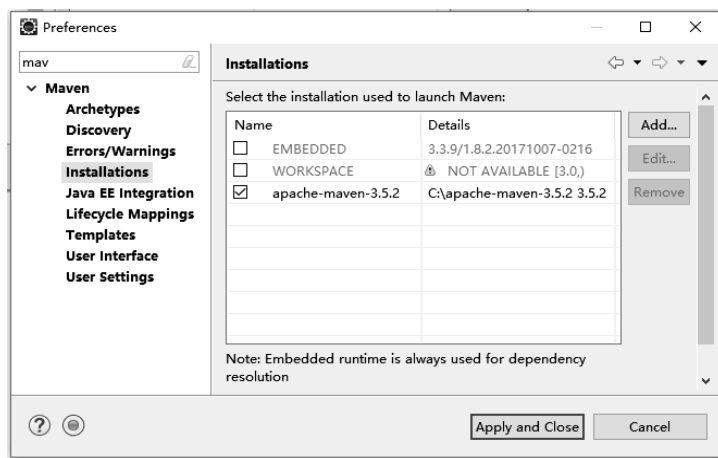 Preferences
mav
Installations
Maven
Archetypes
Discovery
Errors/Warnings
Installations
Java EE Integration
Lifecycle Mappings
Templates
User Interface
User Settings
Select the installation used to launch Maven:
Name Details
EMBEDDED 3.3.9/1.8.2.20171007-0216
WORKSPACE NOT AVAILABLE [3.0,)
apache-maven-3.5.2 C:\apache-maven-3.5.2 3.5.2
Add...
Edit...
Remove
Note: Embedded runtime is always used for dependency
resolution
Apply and Close Cancel